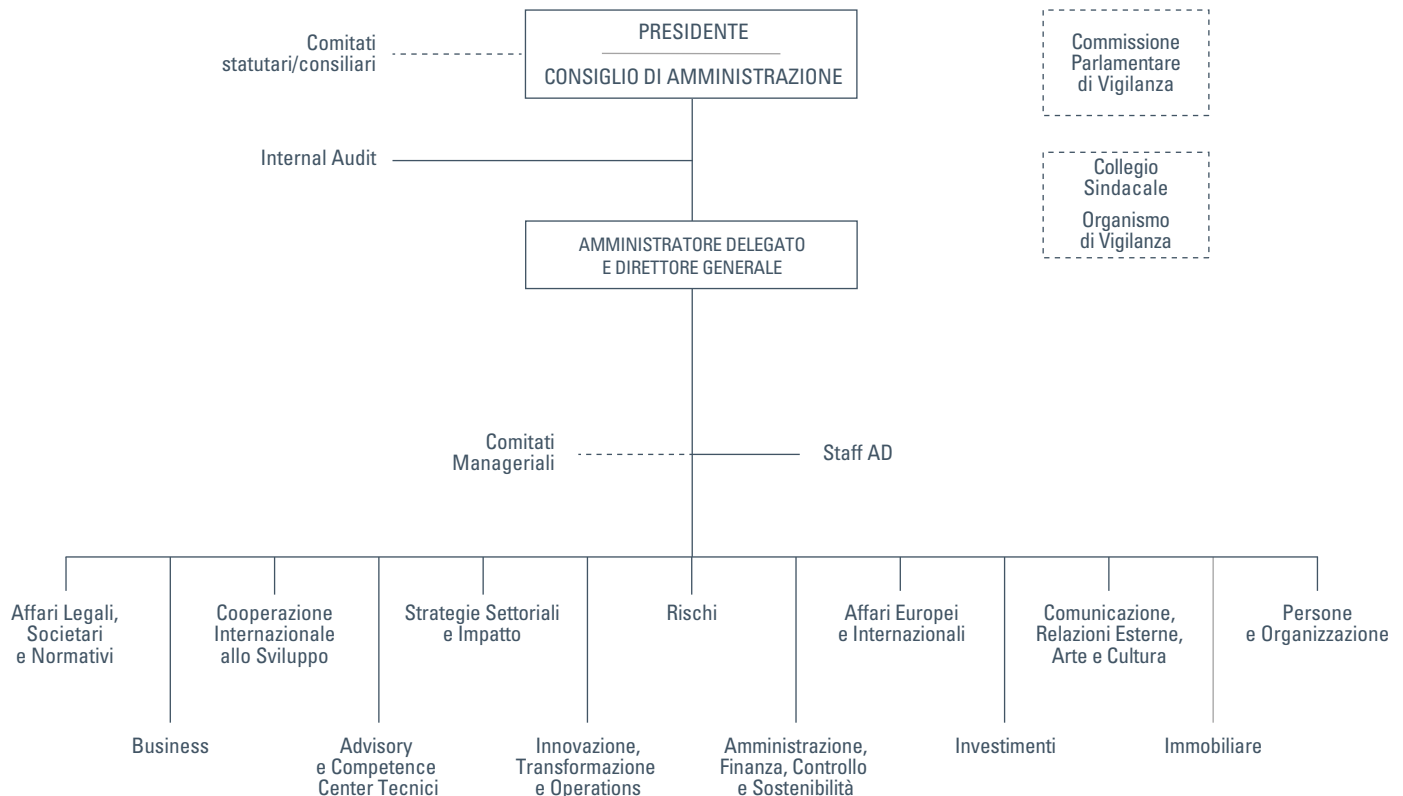 PRESIDENTE
CONSIGLIO DI AMMINISTRAZIONE
Comitati
statutari/consiliari
Commissione
Parlamentare
di Vigilanza
Internal Audit
Collegio
Sindacale
Organismo
di Vigilanza
AMMINISTRATORE DELEGATO
E DIRETTORE GENERALE
Comitati
Manageriali
Staff AD
Affari Legali,
Societari
e Normativi
Cooperazione
Internazionale
allo Sviluppo
Strategie Settoriali
e Impatto
Rischi
Affari Europei
e Internazionali
Comunicazione,
Relazioni Esterne,
Arte e Cultura
Persone
e Organizzazione
Business
Advisory
e Competence
Center Tecnici
Innovazione,
Transformazione
e Operations
Amministrazione,
Finanza, Controllo
e Sostenibilità
Investimenti
Immobiliare